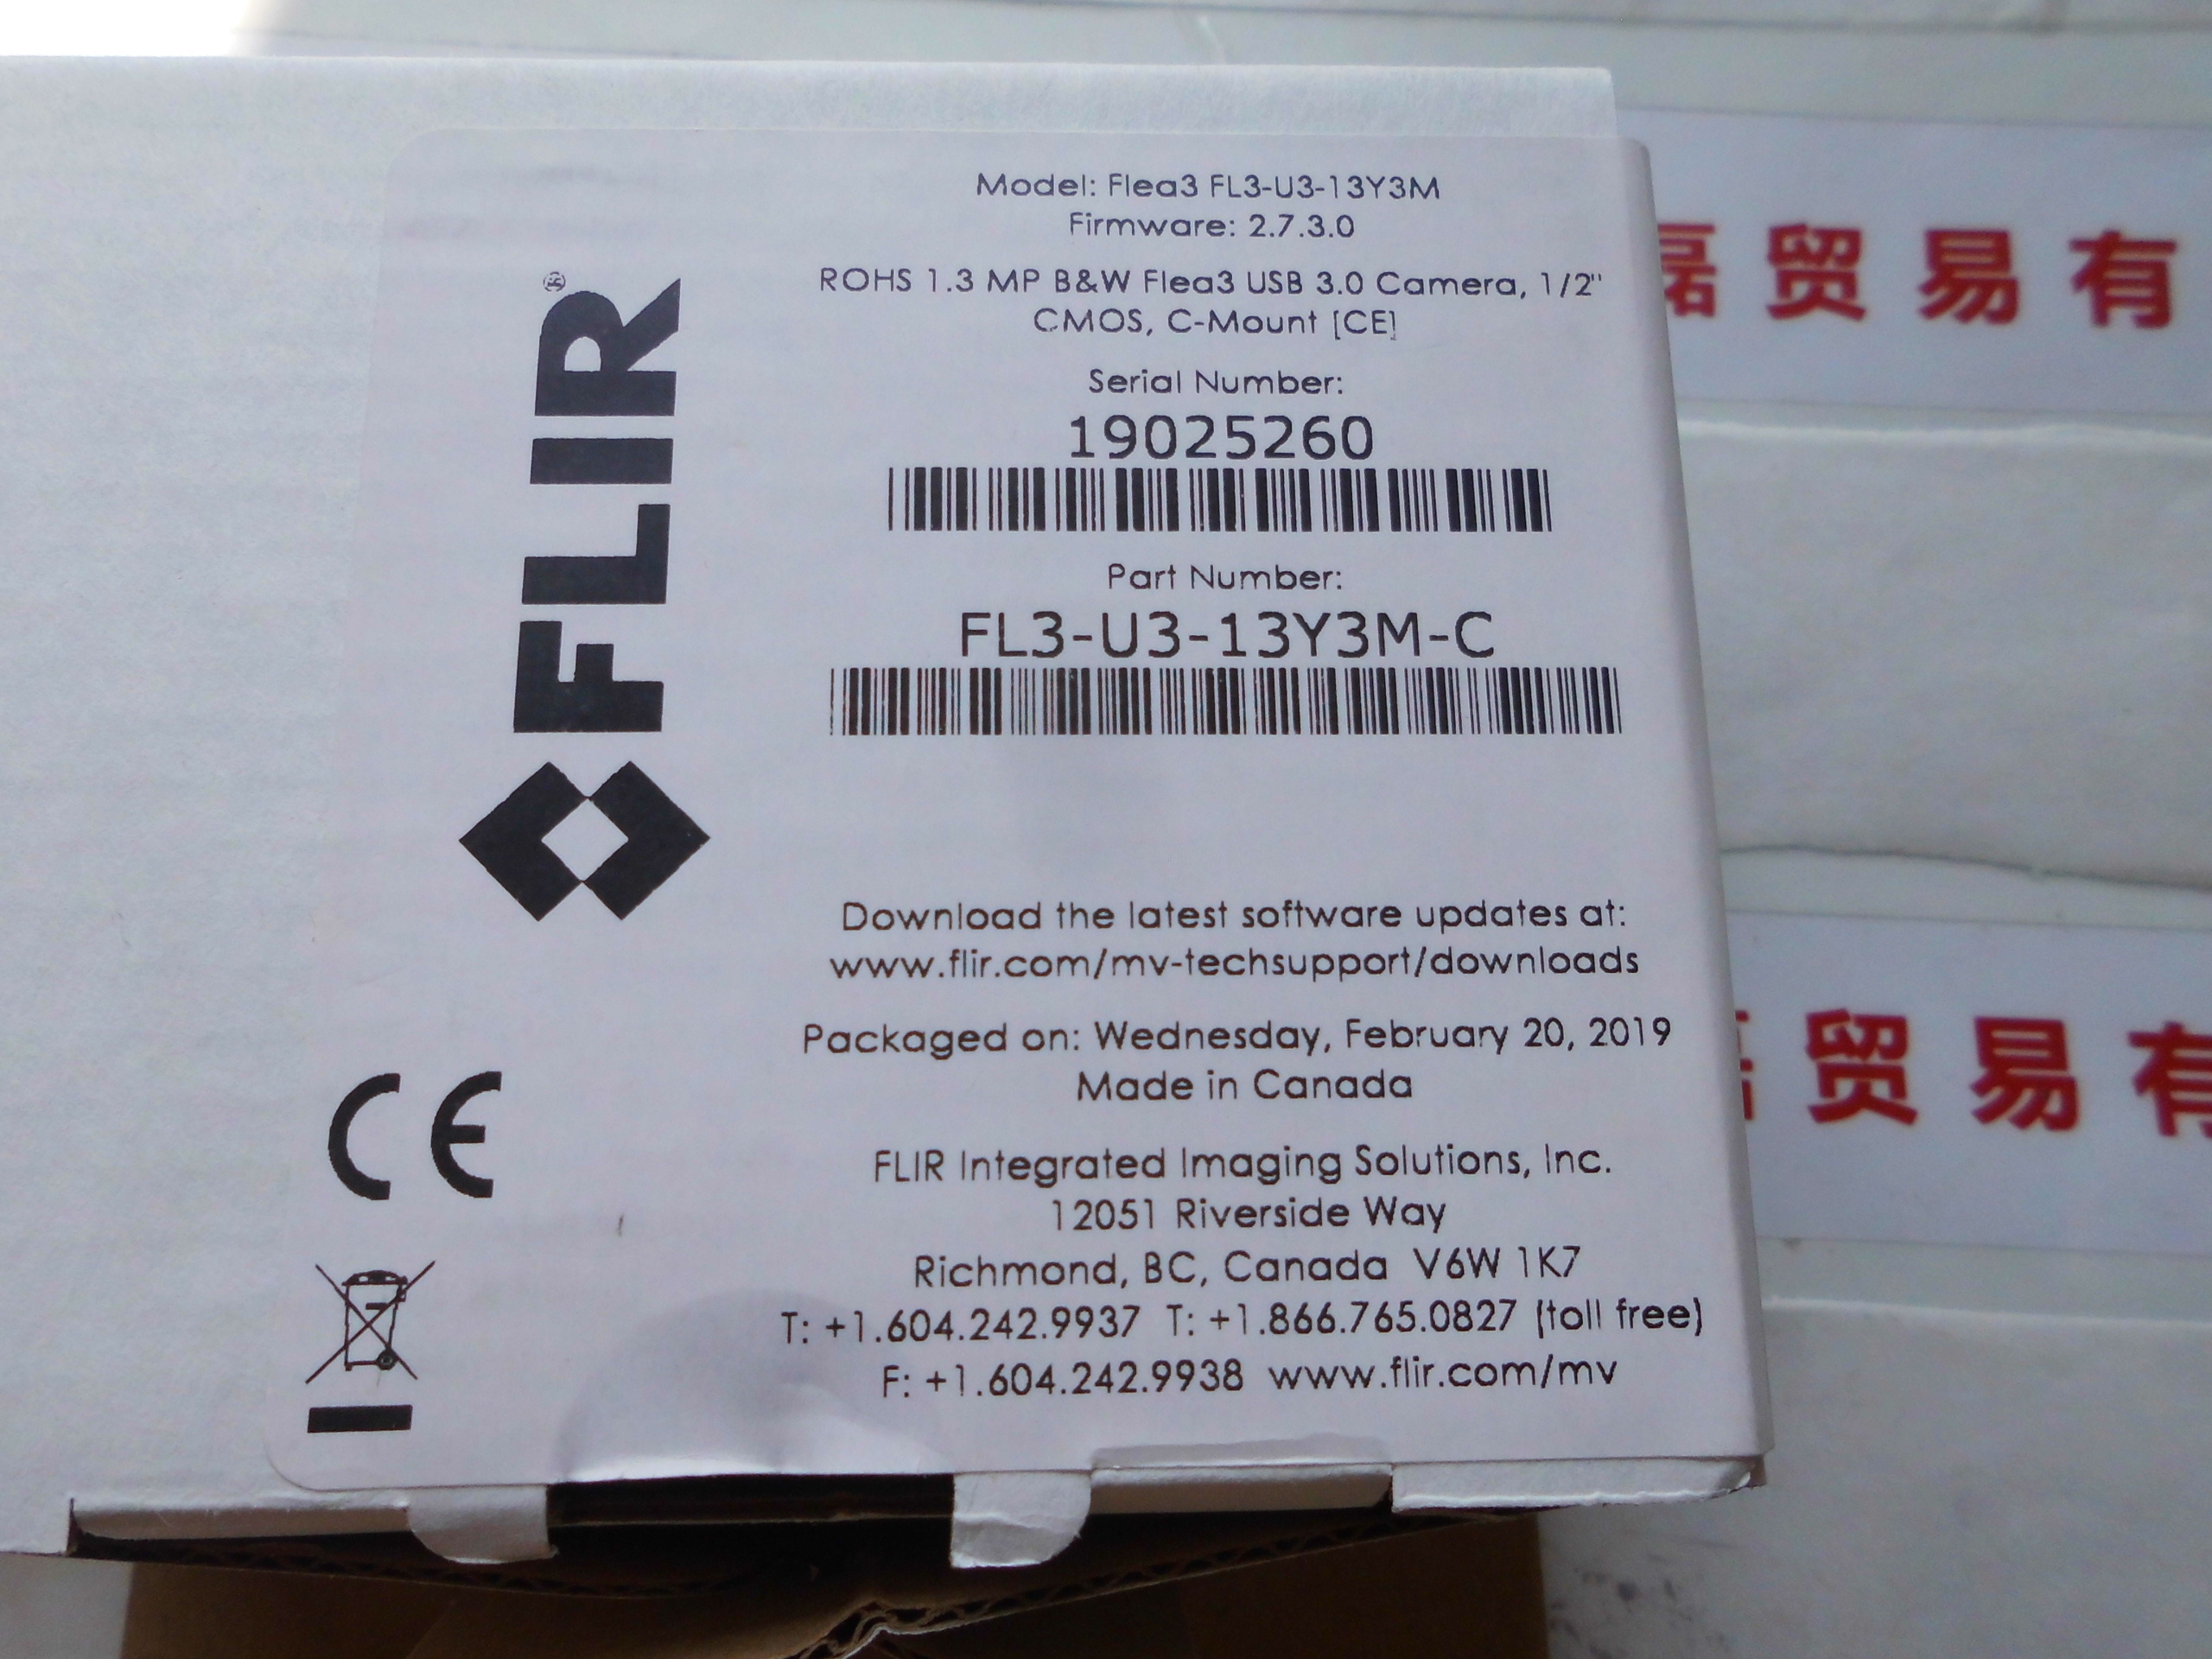 Model: Flea3 FL3-U3-13Y3M
Firmware: 2.7.3.0
ROHS 1.3 MP B&W Flea3 USB 3.0 Camera, 1/2"
CMOS, C-Mount [CE]
Serial Number:
19025260
Part Number:
FL3-U3-13Y3M-C
FLIR®
Download the latest software updates at:
www.flir.com/mv-techsupport/downloads
Packaged on: Wednesday, February 20, 2019
Made in Canada
CE
FLIR Integrated Imaging Solutions, Inc.
12051 Riverside Way
Richmond, BC, Canada V6W 1K7
T: +1.604.242.9937 T: +1.866.765.0827 (toll free)
F: +1.604.242.9938 www.flir.com/mv
磊贸易有
贸易有